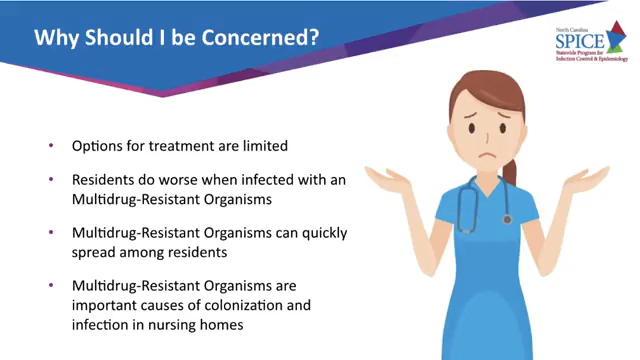 Why Should I be Concerned?
North Carolina
SPICE
Statewide Program for
Infection Control & Epidemiology
• Options for treatment are limited
• Residents do worse when infected with an
Multidrug-Resistant Organisms
• Multidrug-Resistant Organisms can quickly
spread among residents
• Multidrug-Resistant Organisms are
important causes of colonization and
infection in nursing homes